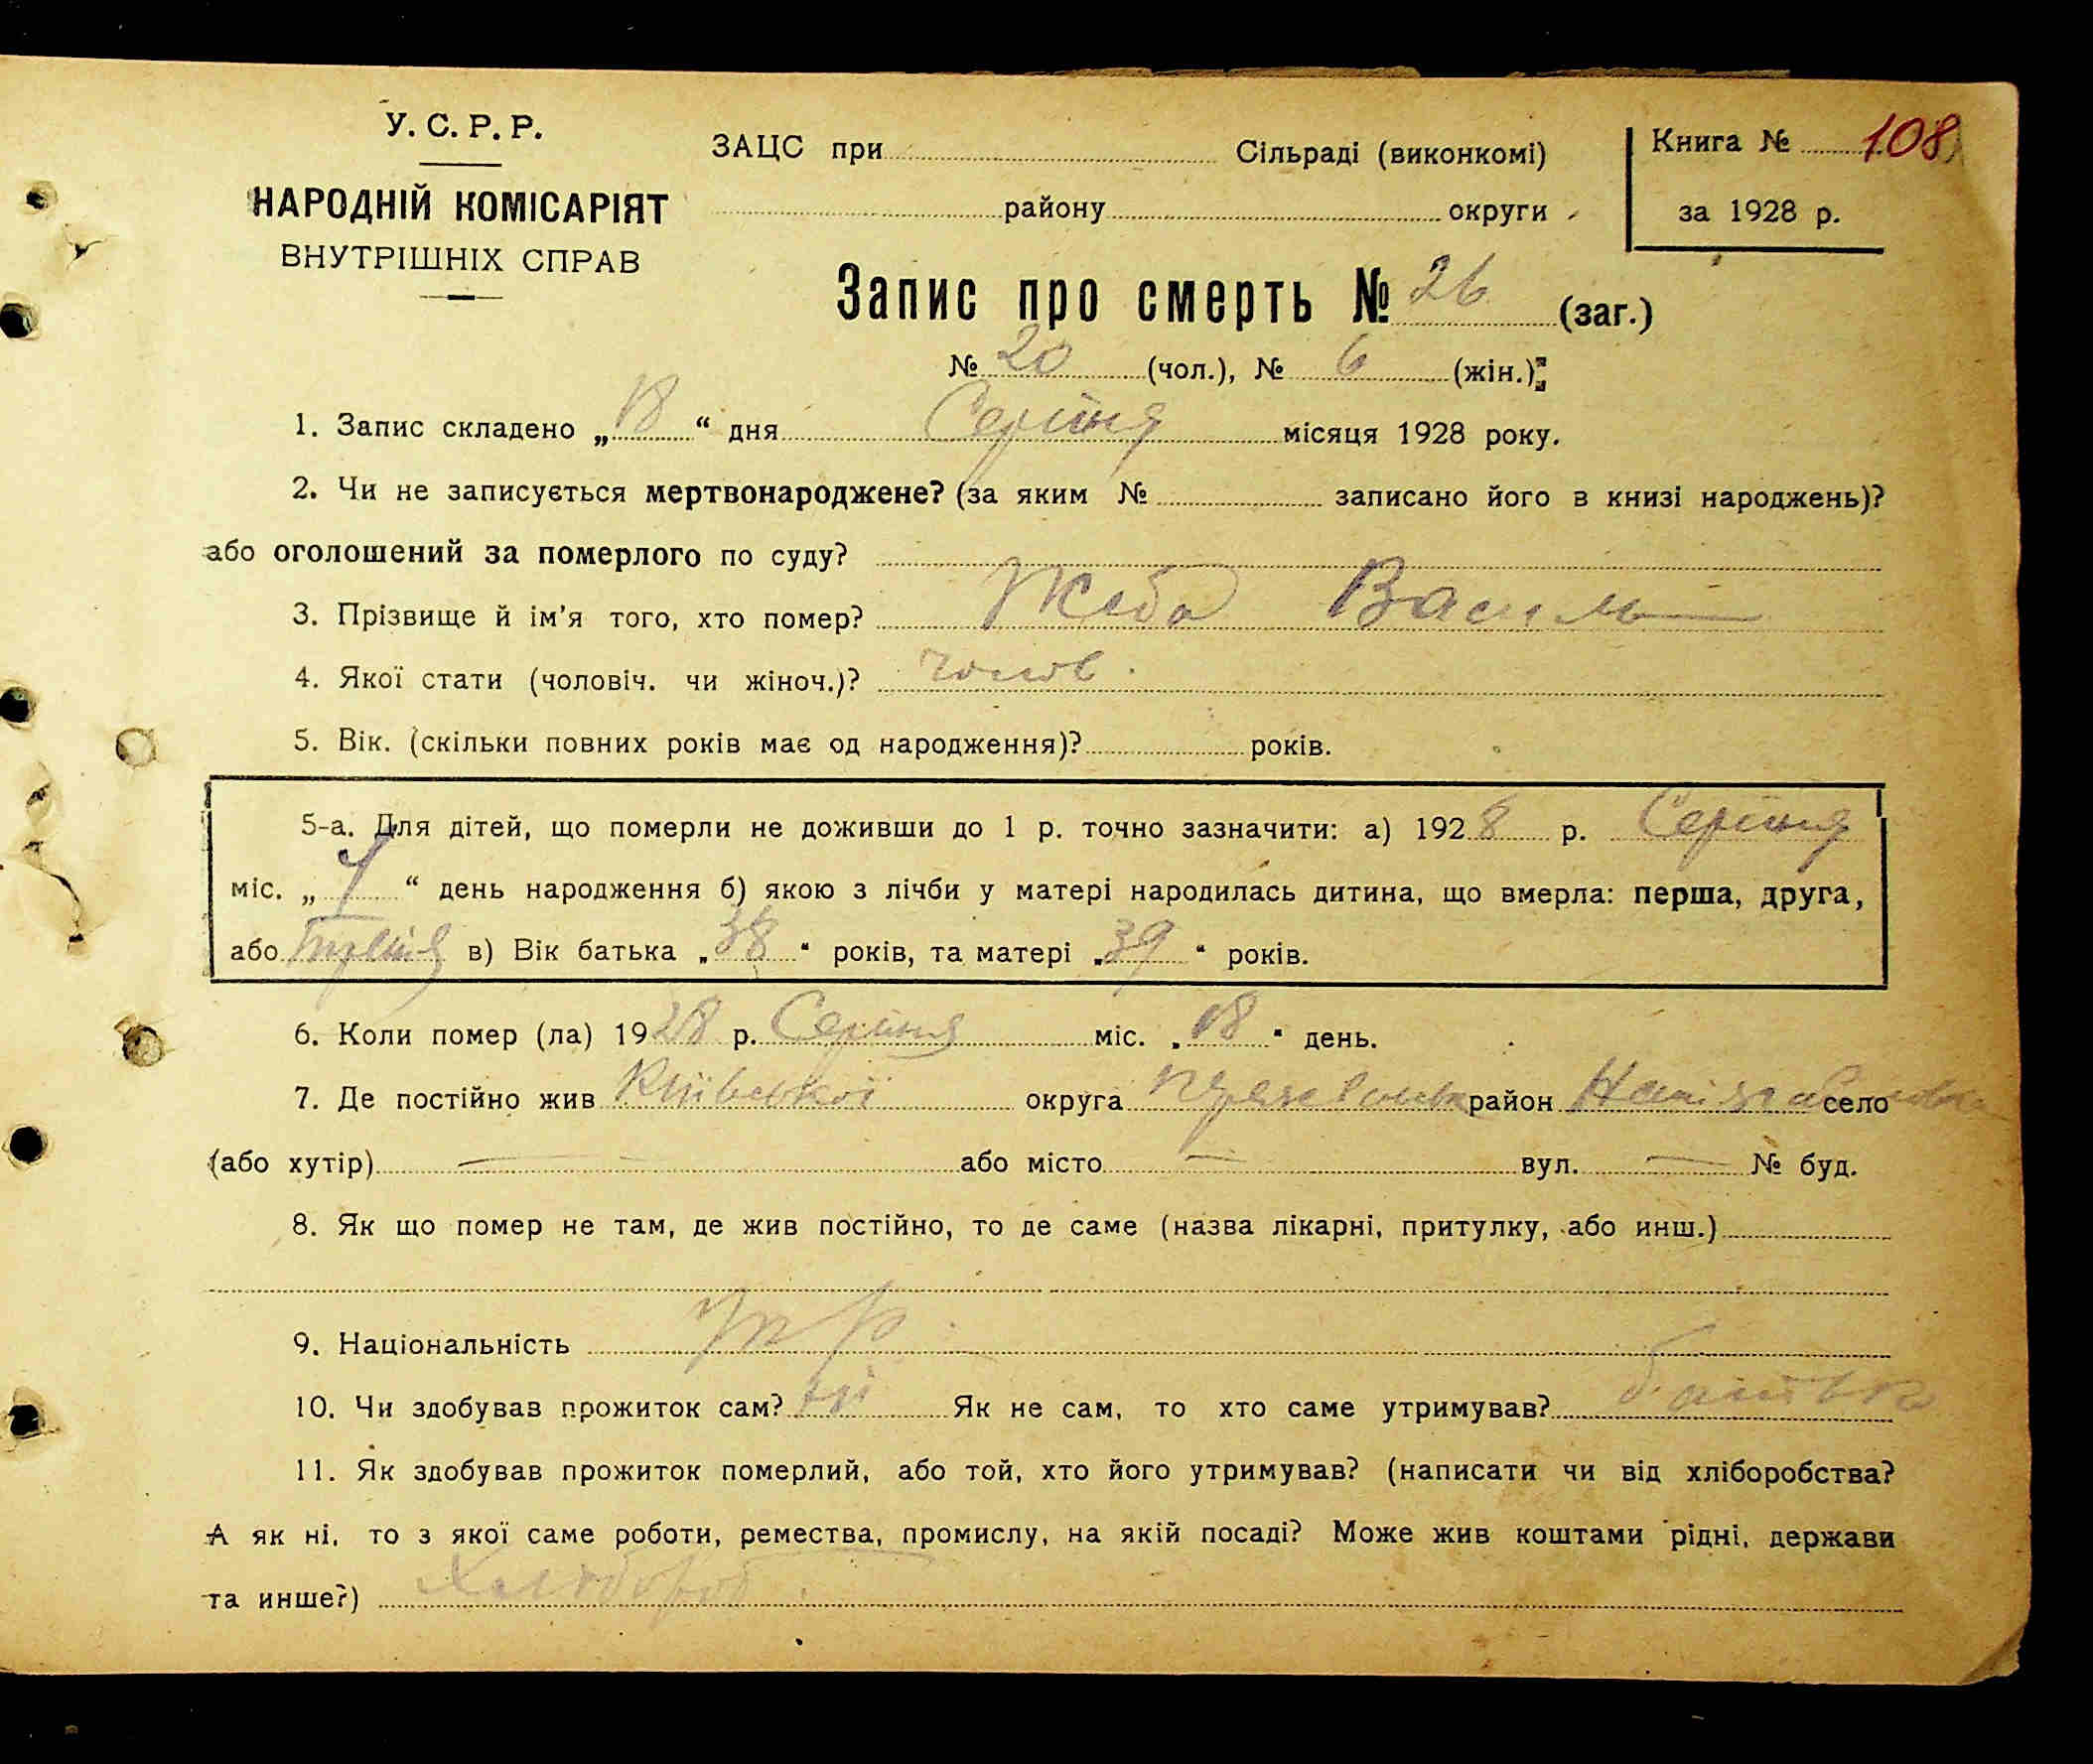 У. С. Р. Р.
НАРОДНІЙ КОМІСАРІЯТ
ВНУТРІШНІХ СПРАВ
ЗАЦС при Сільраді (виконкомі)
району округи
Книга № 108
за 1928 р.
Запис про смерть № 26 (заг.)
№ 20 (чол.), № 6 (жін.)
1. Запис складено „18“ дня Серпня місяця 1928 року.
2. Чи не записується мертвонароджене? (за яким № записано його в книзі народжень)?
або оголошений за померлого по суду?
3. Прізвище й ім'я того, хто помер? Жаба Василь
4. Якої стати (чоловіч. чи жіноч.)? чолов.
5. Вік. (скільки повних років має од народження)? років.
5-а. Для дітей, що померли не доживши до 1 р. точно зазначити: а) 1928 р. Серпня
міс. „ “ день народження б) якою з лічби у матері народилась дитина, що вмерла: перша, друга,
або в) Вік батька „38“ років, та матері „39“ років.
6. Коли помер (ла) 1928 р. Серпня міс. „18“ день.
7. Де постійно жив Київської округа район село
(або хутір) — або місто — вул. — № буд.
8. Як що помер не там, де жив постійно, то де саме (назва лікарні, притулку, або инш.)
9. Національність Укр.
10. Чи здобував прожиток сам? ні Як не сам, то хто саме утримував? батько
11. Як здобував прожиток померлий, або той, хто його утримував? (написати чи від хліборобства?
А як ні, то з якої саме роботи, ремества, промислу, на якій посаді? Може жив коштами рідні, держави
та инше?) Хлібороб